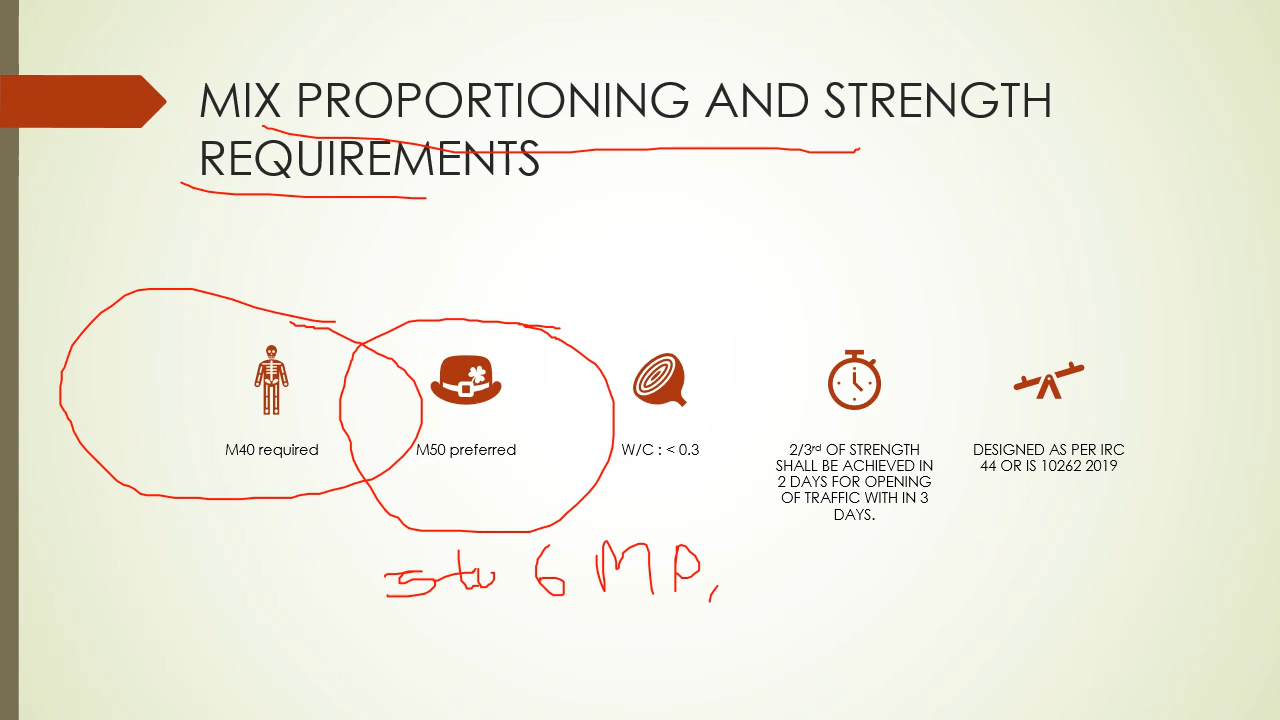 MIX PROPORTIONING AND STRENGTH
REQUIREMENTS
M40 required
M50 preferred
W/C : < 0.3
2/3rd OF STRENGTH
SHALL BE ACHIEVED IN
2 DAYS FOR OPENING
OF TRAFFIC WITH IN 3
DAYS.
DESIGNED AS PER IRC
44 OR IS 10262 2019
5 to 6 MP,